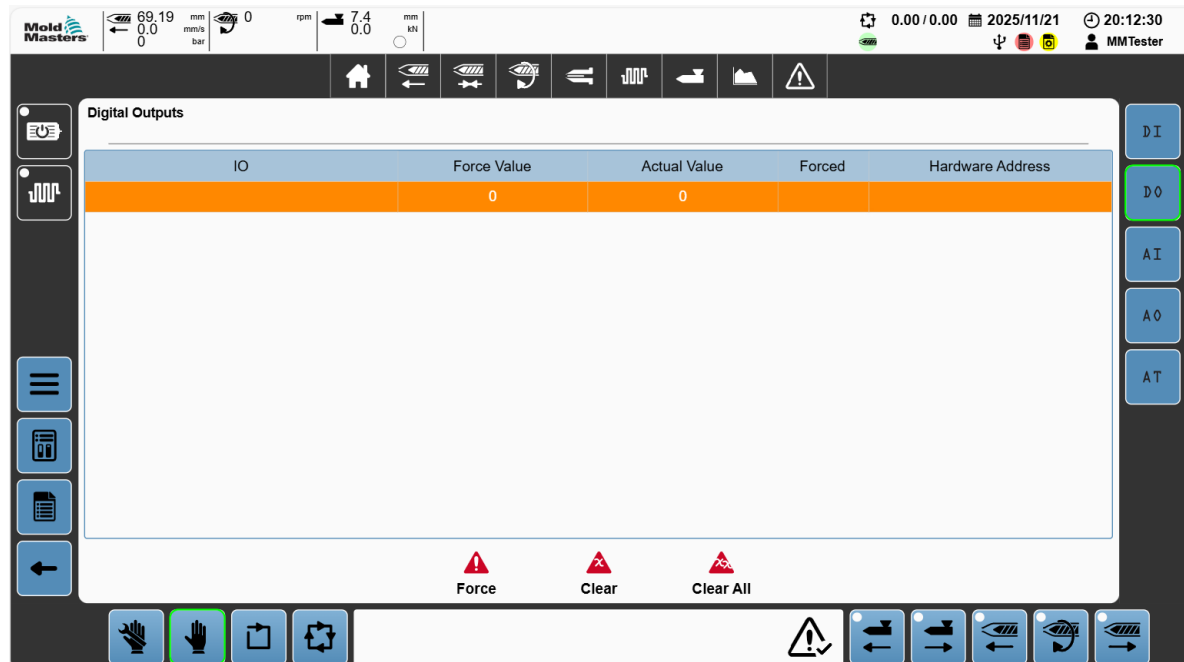 Mold
Masters
69.19 mm
0.0 mm/s
0 bar
0 rpm
7.4 mm
0.0 kN
0.00 / 0.00
2025/11/21
20:12:30
MMTester
Digital Outputs
IO Force Value Actual Value Forced Hardware Address
0 0
DI
DO
AI
AO
AT
Force
Clear
Clear All